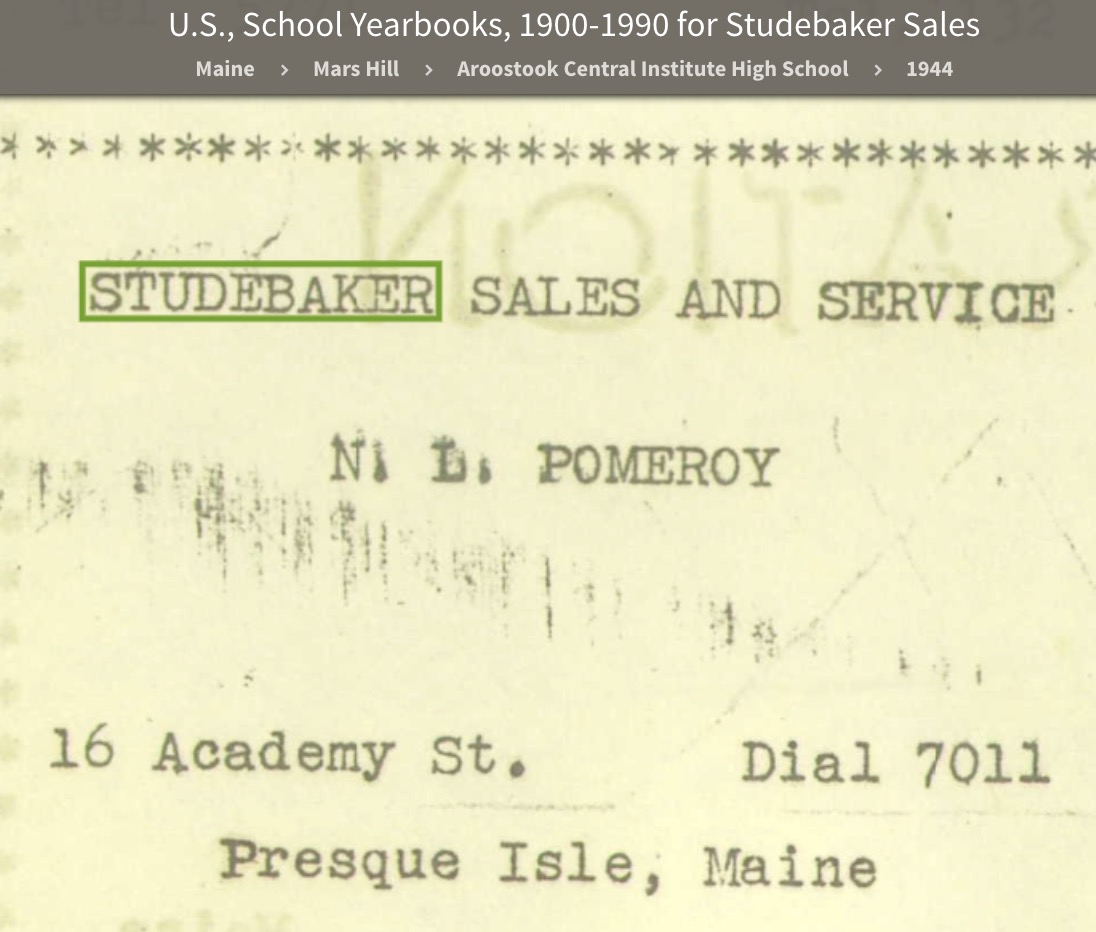 U.S., School Yearbooks, 1900-1990 for Studebaker Sales
Maine > Mars Hill > Aroostook Central Institute High School > 1944
STUDEBAKER SALES AND SERVICE
N. L. POMEROY
16 Academy St. Dial 7011
Presque Isle, Maine